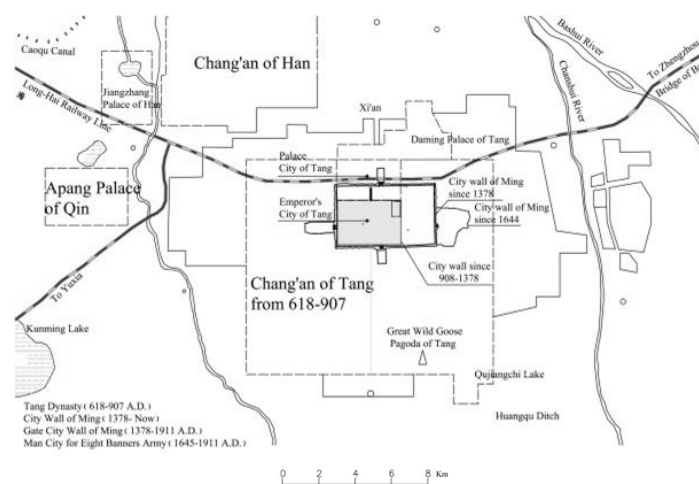 Caoqu Canal
Chang'an of Han
Bashui River
To Zhengzhou
Bridge of Ba
Jiangzhang
Palace of Han
Long-Hai Railway Line
Chanshui River
Xi'an
Daming Palace of Tang
Palace
City of Tang
Apang Palace
of Qin
Emperor's
City of Tang
City wall of Ming
since 1378
City wall of Ming
since 1644
City wall since
908-1378
Chang'an of Tang
from 618-907
To Yuxia
Kunming Lake
Great Wild Goose
Pagoda of Tang
Qujiangchi Lake
Huangqu Ditch
Tang Dynasty ( 618-907 A.D. )
City Wall of Ming ( 1378- Now)
Gate City Wall of Ming ( 1378-1911 A.D. )
Man City for Eight Banners Army ( 1645-1911 A.D. )
0 2 4 6 8 Km